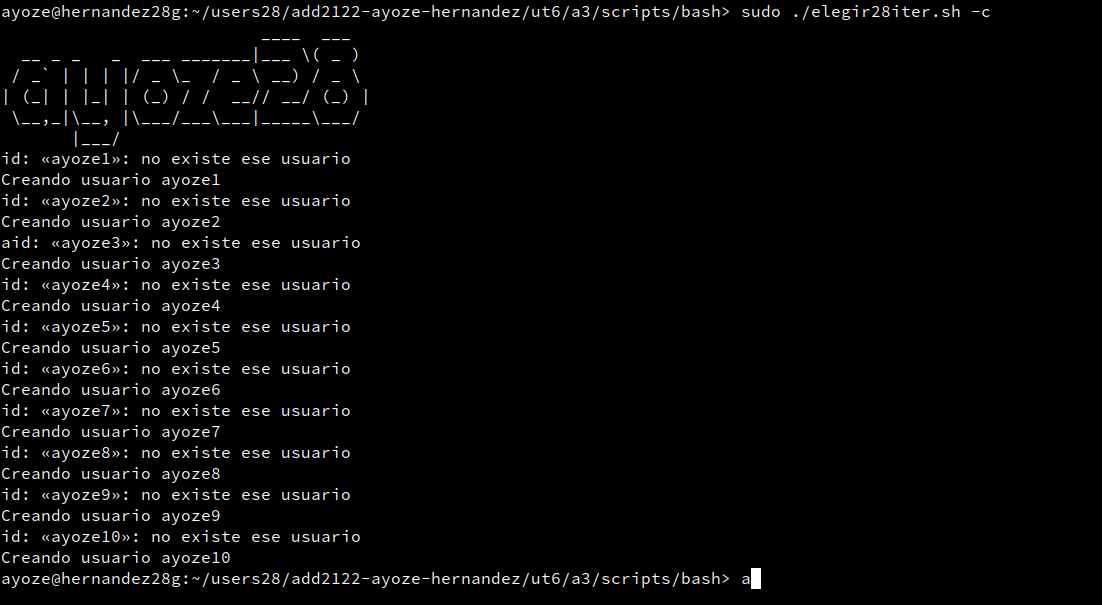 ayoze@hernandez28g:~/users28/add2122-ayoze-hernandez/ut6/a3/scripts/bash> sudo ./elegir28iter.sh -c
                          ____  ___
  __ _ _   _  ___ _______|___ \( _ )
 / _` | | | |/ _ \_  / _ \ __) / _ \
| (_| | |_| | (_) / /  __// __/ (_) |
 \__,_|\__, |\___/___\___|_____\___/
       |___/
id: «ayoze1»: no existe ese usuario
Creando usuario ayoze1
id: «ayoze2»: no existe ese usuario
Creando usuario ayoze2
aid: «ayoze3»: no existe ese usuario
Creando usuario ayoze3
id: «ayoze4»: no existe ese usuario
Creando usuario ayoze4
id: «ayoze5»: no existe ese usuario
Creando usuario ayoze5
id: «ayoze6»: no existe ese usuario
Creando usuario ayoze6
id: «ayoze7»: no existe ese usuario
Creando usuario ayoze7
id: «ayoze8»: no existe ese usuario
Creando usuario ayoze8
id: «ayoze9»: no existe ese usuario
Creando usuario ayoze9
id: «ayoze10»: no existe ese usuario
Creando usuario ayoze10
ayoze@hernandez28g:~/users28/add2122-ayoze-hernandez/ut6/a3/scripts/bash> a